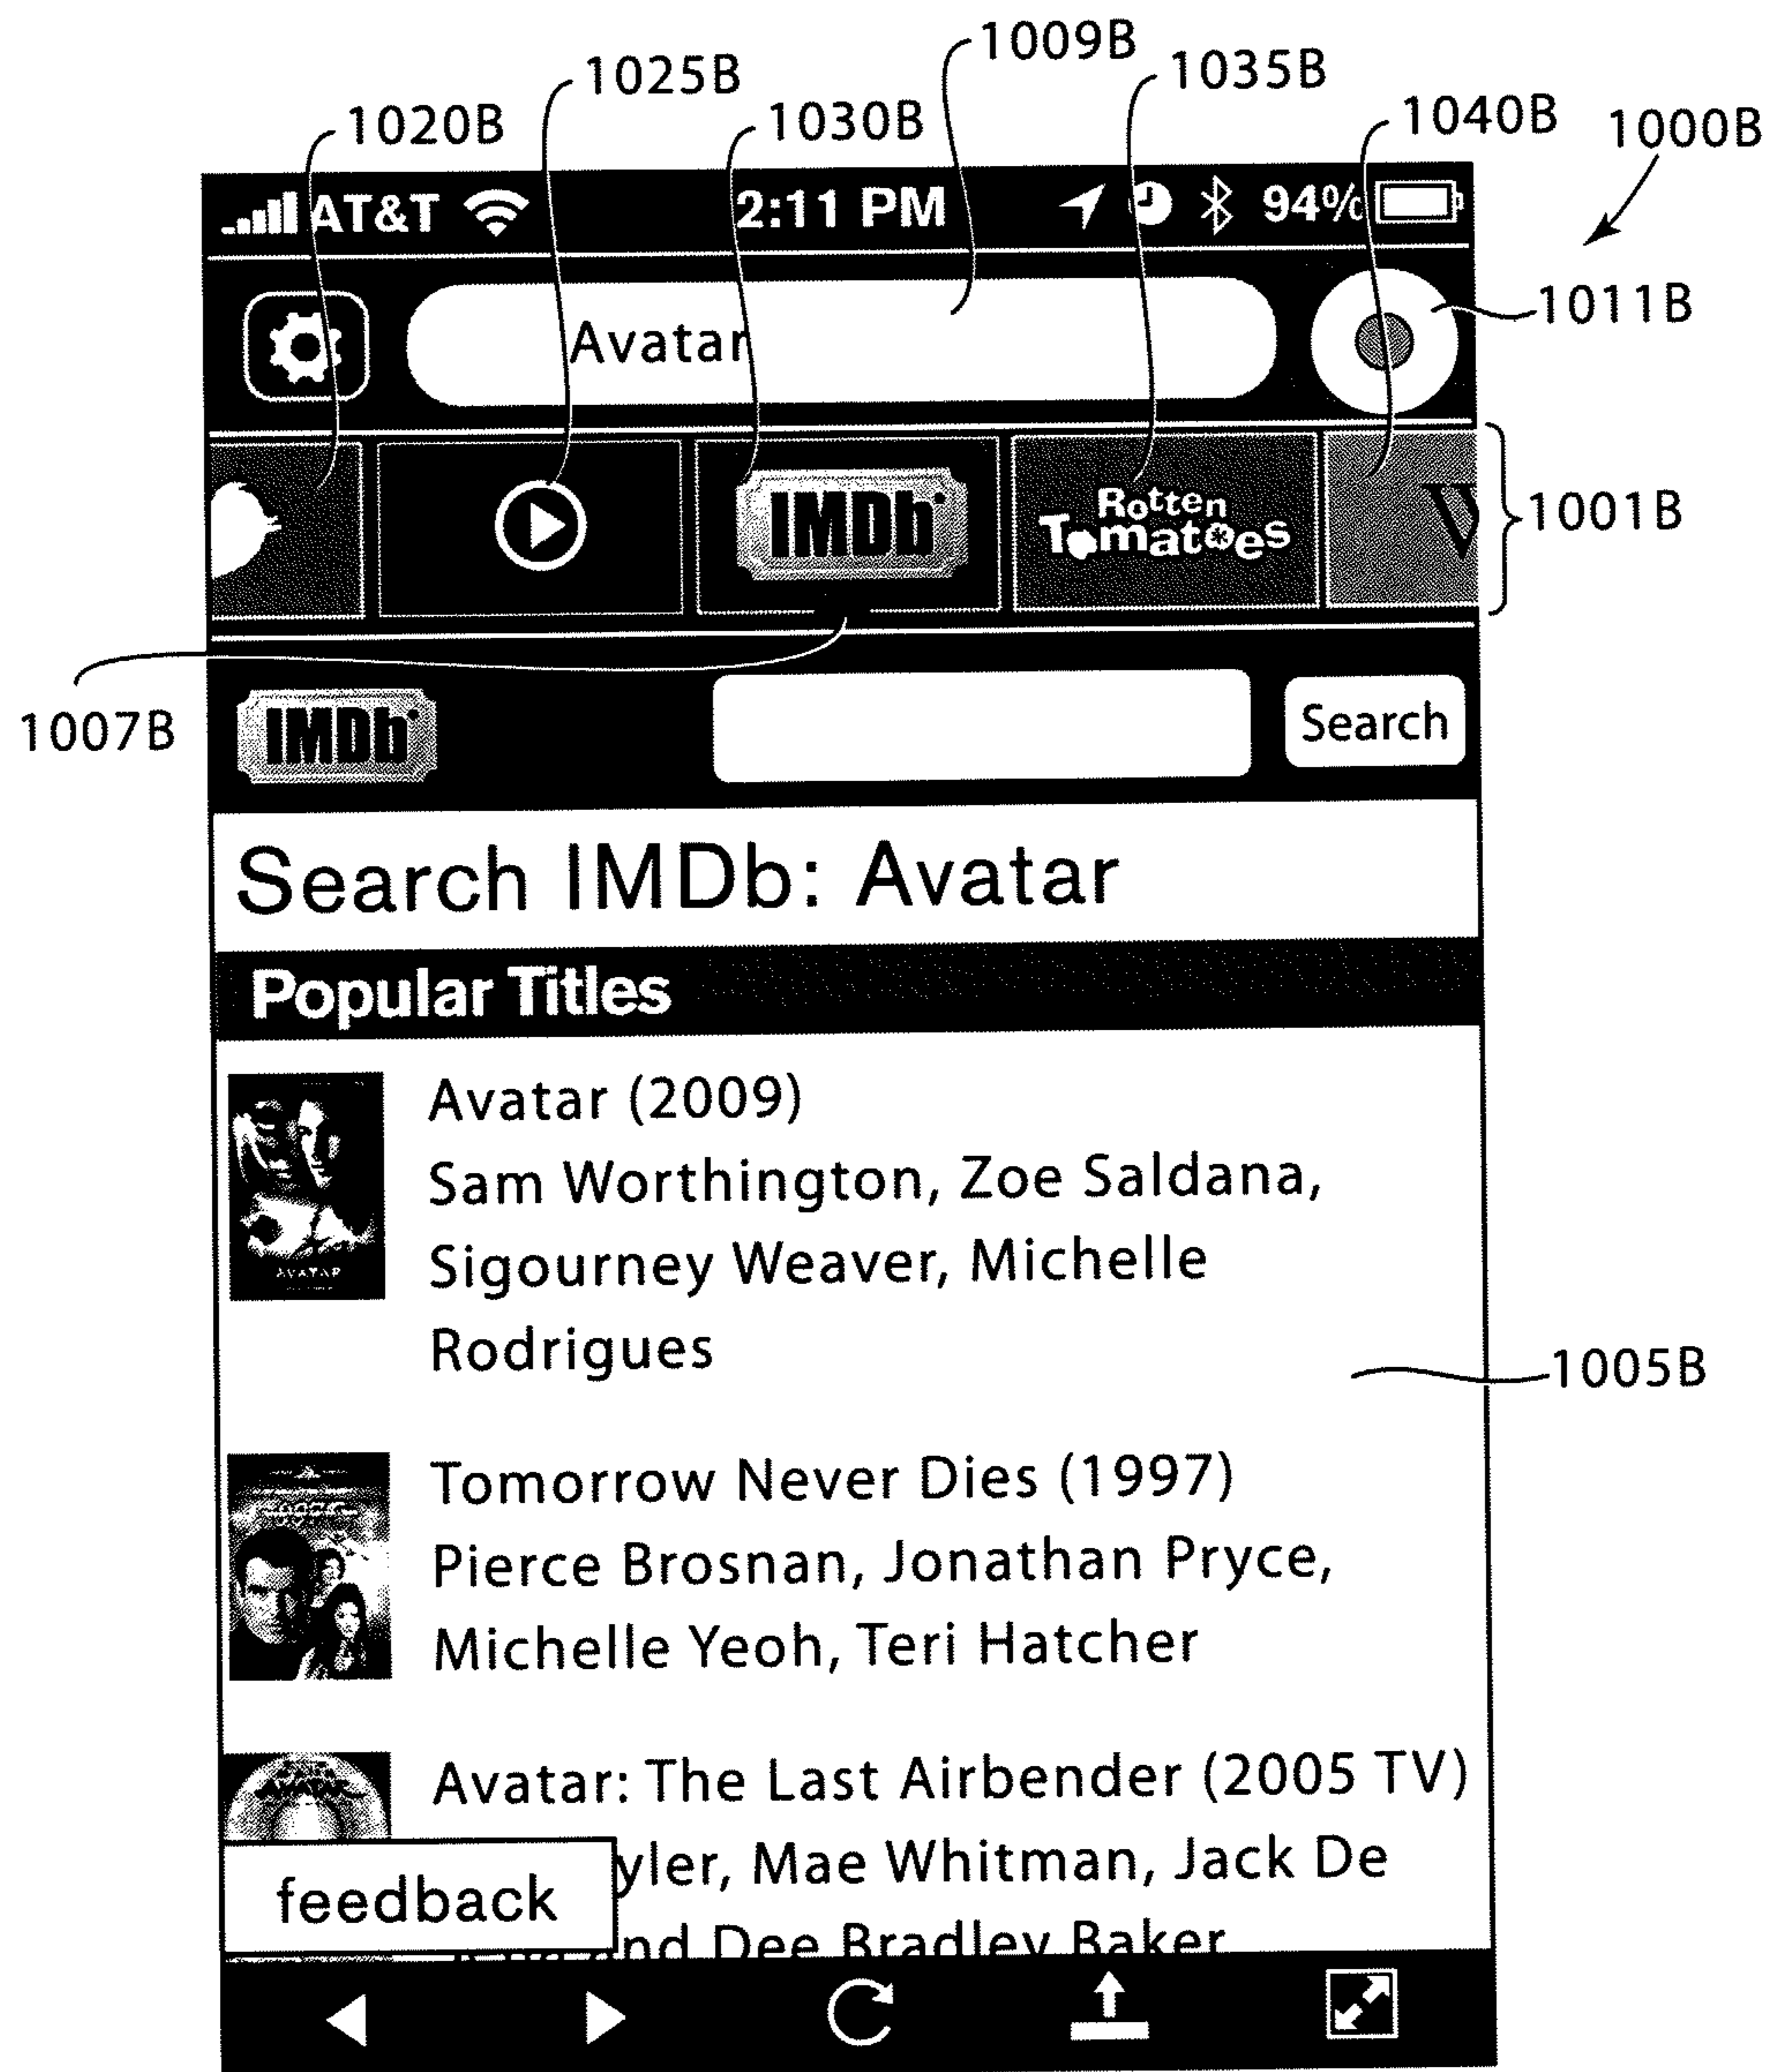 1009B
1025B
1035B
1020B
1030B
1040B
1000B
AT&T 2:11 PM 94%
1011B
Avatar
IMDb
Rotten
Tomatoes
W
1001B
1007B
IMDb
Search
Search IMDb: Avatar
Popular Titles
Avatar (2009)
Sam Worthington, Zoe Saldana,
Sigourney Weaver, Michelle
Rodrigues
AVATAR
1005B
Tomorrow Never Dies (1997)
Pierce Brosnan, Jonathan Pryce,
Michelle Yeoh, Teri Hatcher
AVATAR
Avatar: The Last Airbender (2005 TV)
yler, Mae Whitman, Jack De
feedback
nd Dee Bradley Baker